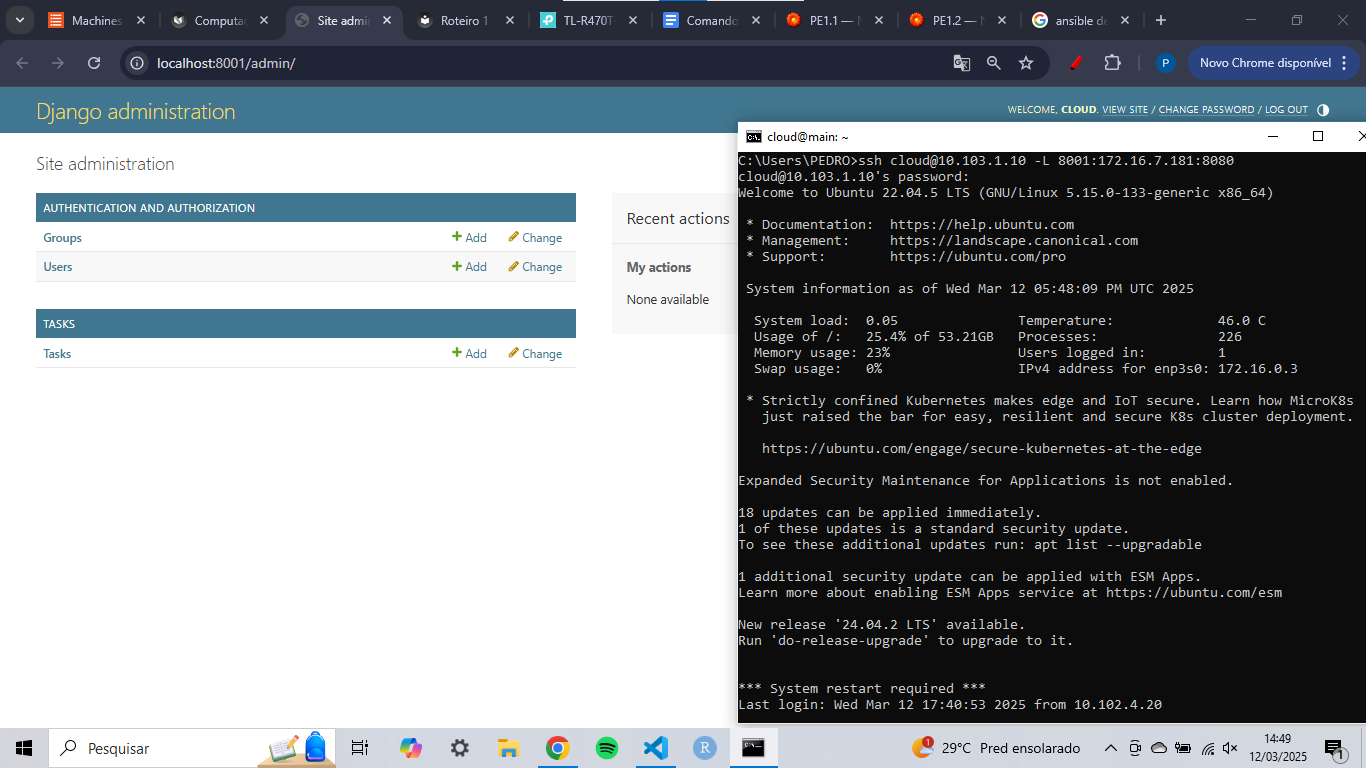 Machines
Computaç
Site admi
Roteiro 1
TL-R470T
Comando
PE1.1 —
PE1.2 —
ansible de
localhost:8001/admin/
P
Novo Chrome disponível
Django administration
WELCOME, CLOUD. VIEW SITE / CHANGE PASSWORD / LOG OUT
Site administration
AUTHENTICATION AND AUTHORIZATION
Groups Add Change
Users Add Change
TASKS
Tasks Add Change
Recent actions
My actions
None available
cloud@main: ~
C:\Users\PEDRO>ssh cloud@10.103.1.10 -L 8001:172.16.7.181:8080
cloud@10.103.1.10's password:
Welcome to Ubuntu 22.04.5 LTS (GNU/Linux 5.15.0-133-generic x86_64)
* Documentation:  https://help.ubuntu.com
* Management:     https://landscape.canonical.com
* Support:        https://ubuntu.com/pro
System information as of Wed Mar 12 05:48:09 PM UTC 2025
System load:  0.05               Temperature:             46.0 C
Usage of /:   25.4% of 53.21GB   Processes:               226
Memory usage: 23%                Users logged in:         1
Swap usage:   0%                 IPv4 address for enp3s0: 172.16.0.3
* Strictly confined Kubernetes makes edge and IoT secure. Learn how MicroK8s
just raised the bar for easy, resilient and secure K8s cluster deployment.
https://ubuntu.com/engage/secure-kubernetes-at-the-edge
Expanded Security Maintenance for Applications is not enabled.
18 updates can be applied immediately.
1 of these updates is a standard security update.
To see these additional updates run: apt list --upgradable
1 additional security update can be applied with ESM Apps.
Learn more about enabling ESM Apps service at https://ubuntu.com/esm
New release '24.04.2 LTS' available.
Run 'do-release-upgrade' to upgrade to it.
*** System restart required ***
Last login: Wed Mar 12 17:40:53 2025 from 10.102.4.20
Pesquisar
R
1
29°C Pred ensolarado
14:49
12/03/2025
1